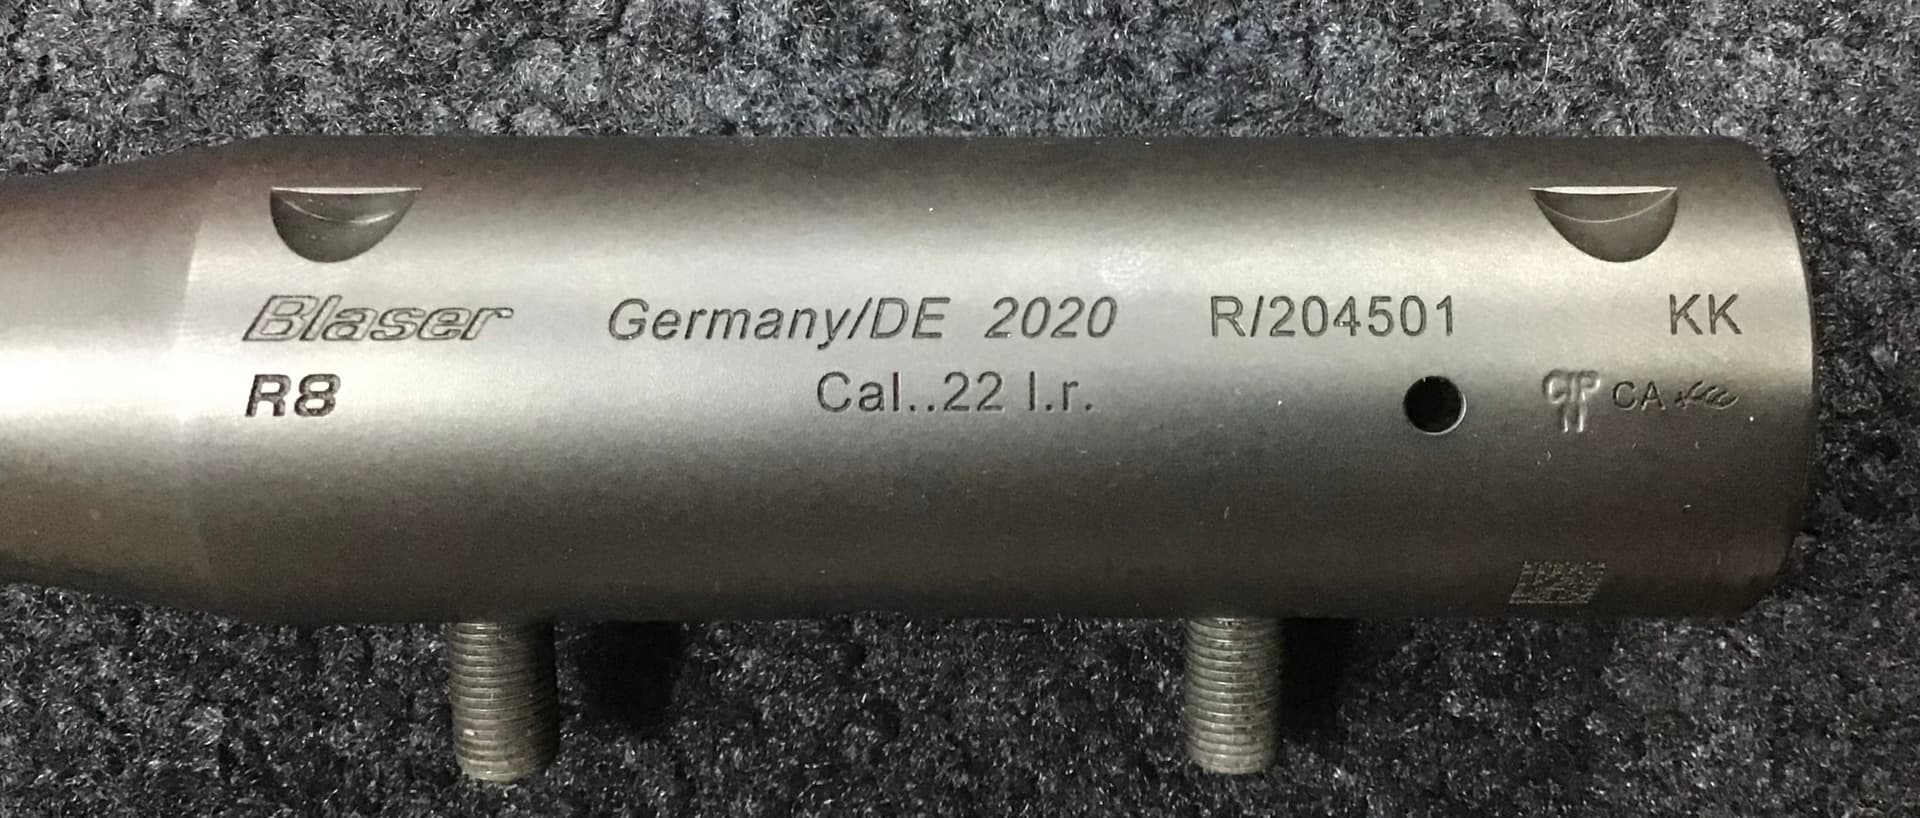 Blaser Germany/DE 2020 R/204501 KK
R8 Cal..22 l.r. CIP CA